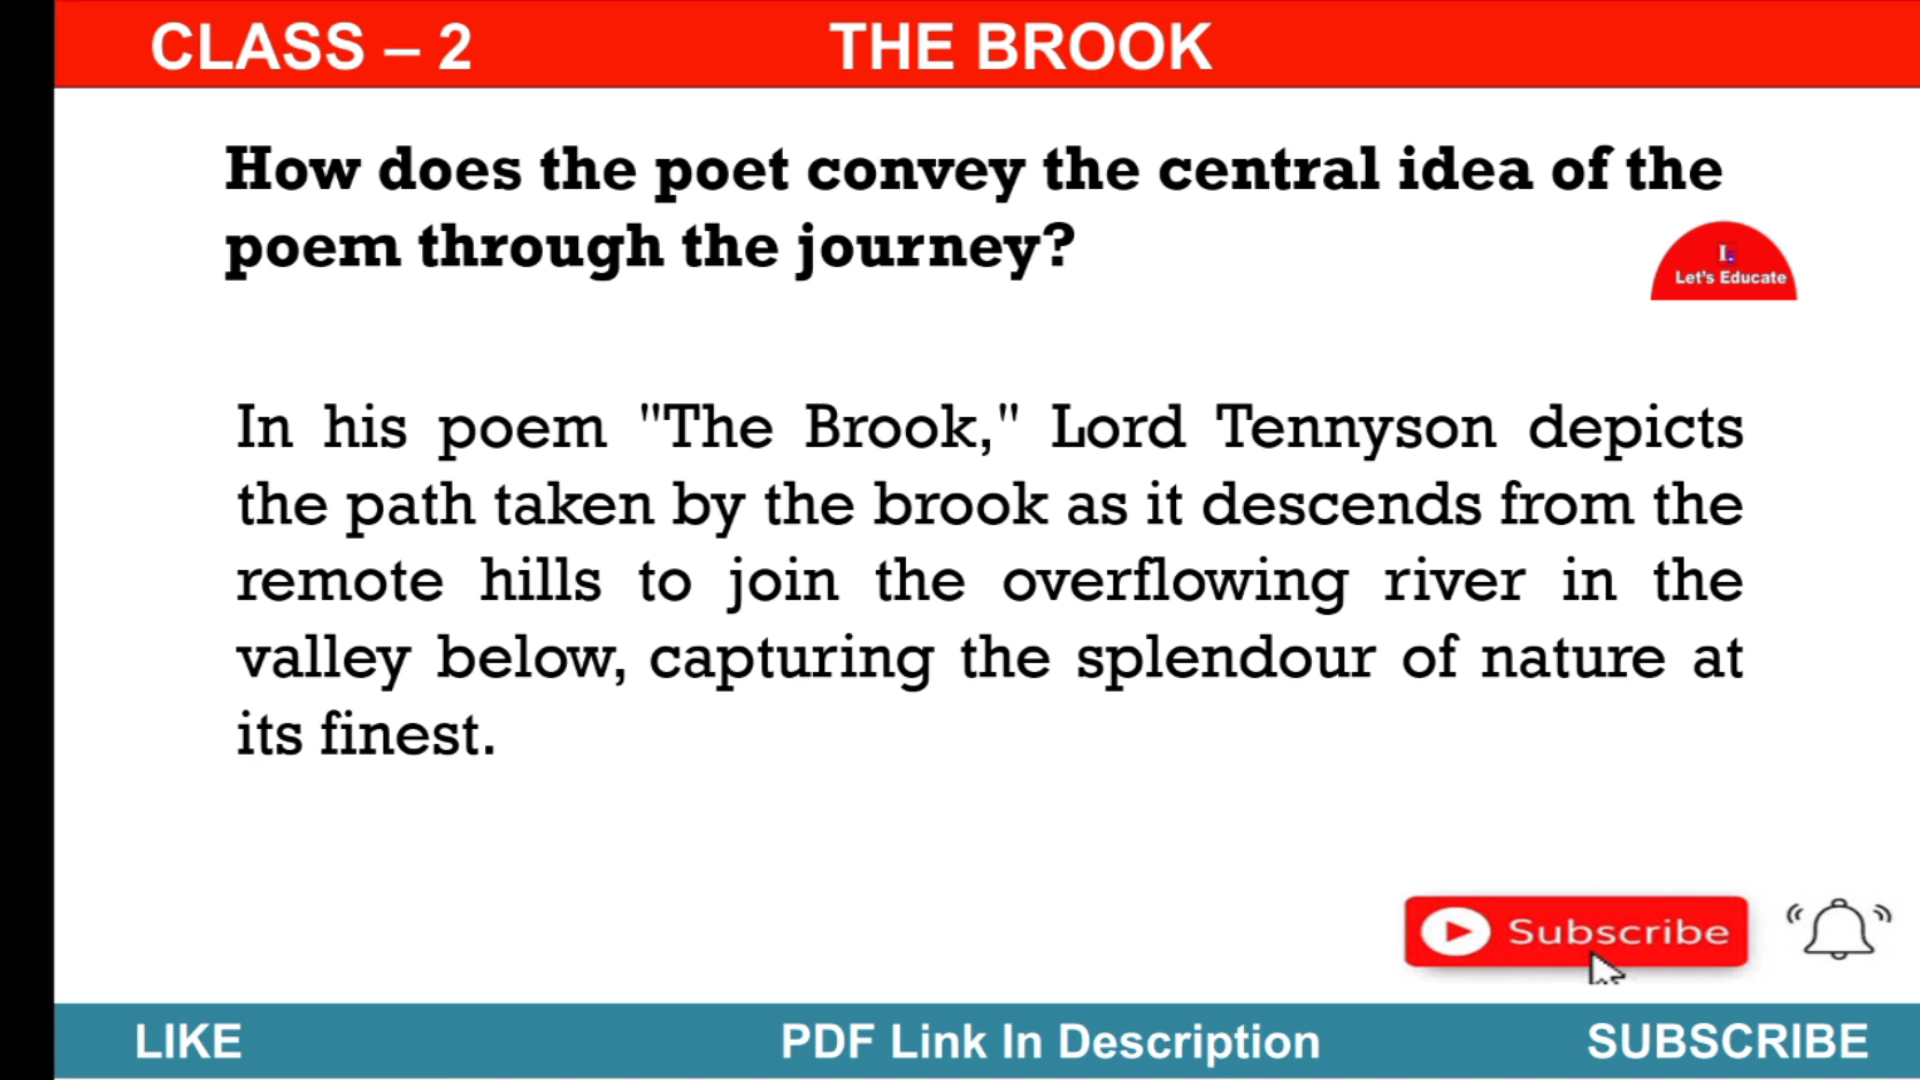 CLASS – 2 THE BROOK
How does the poet convey the central idea of the
poem through the journey?
L.
Let's Educate
In his poem "The Brook," Lord Tennyson depicts
the path taken by the brook as it descends from the
remote hills to join the overflowing river in the
valley below, capturing the splendour of nature at
its finest.
Subscribe
LIKE PDF Link In Description SUBSCRIBE